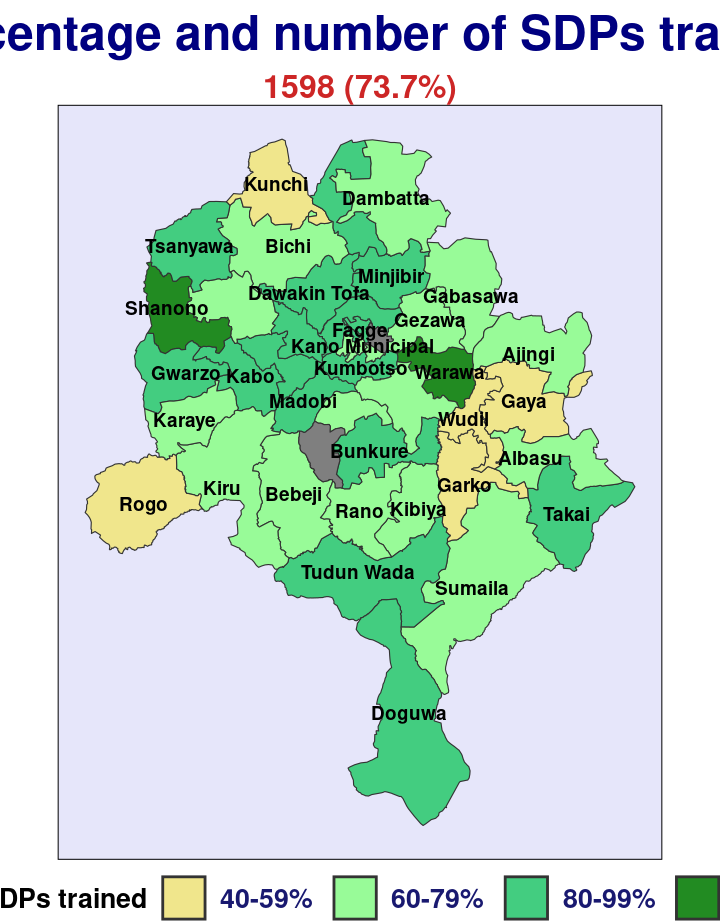 centage and number of SDPs tra
1598 (73.7%)
Kunchi
Dambatta
Tsanyawa
Bichi
Minjibir
Dawakin Tofa
Gabasawa
Shanono
Gezawa
Fagge
Kano Municipal
Ajingi
Kumbotso
Warawa
Gwarzo
Kabo
Madobi
Gaya
Karaye
Wudil
Bunkure
Albasu
Garko
Kiru
Bebeji
Rogo
Rano
Kibiya
Takai
Tudun Wada
Sumaila
Doguwa
DPs trained 40-59% 60-79% 80-99%